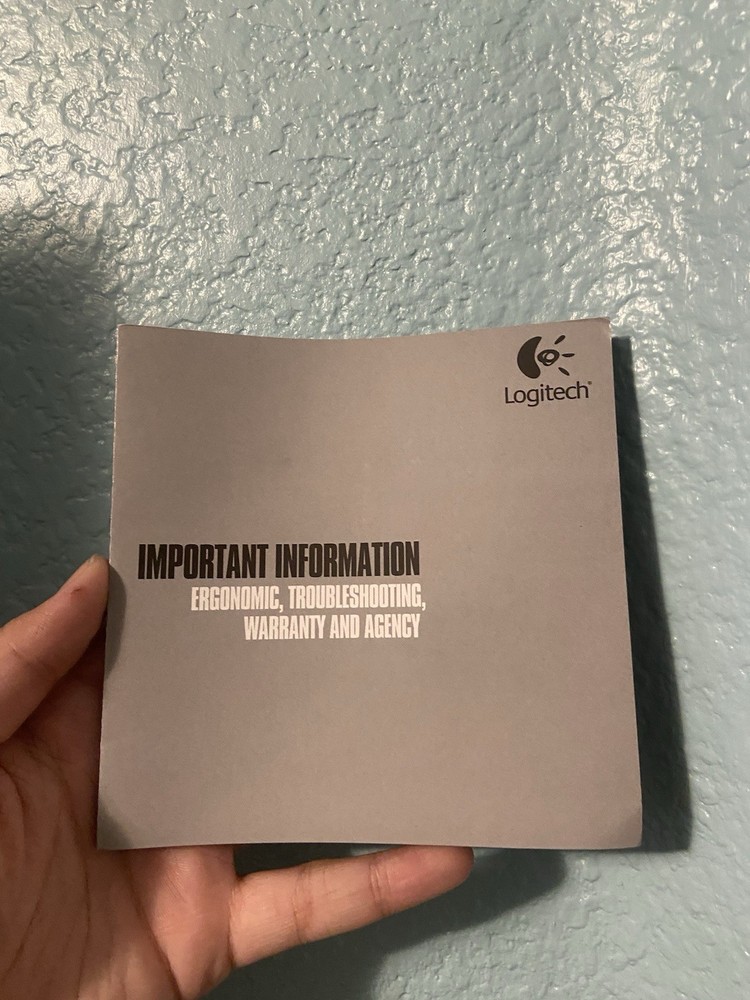 Logitech®
IMPORTANT INFORMATION
ERGONOMIC, TROUBLESHOOTING,
WARRANTY AND AGENCY